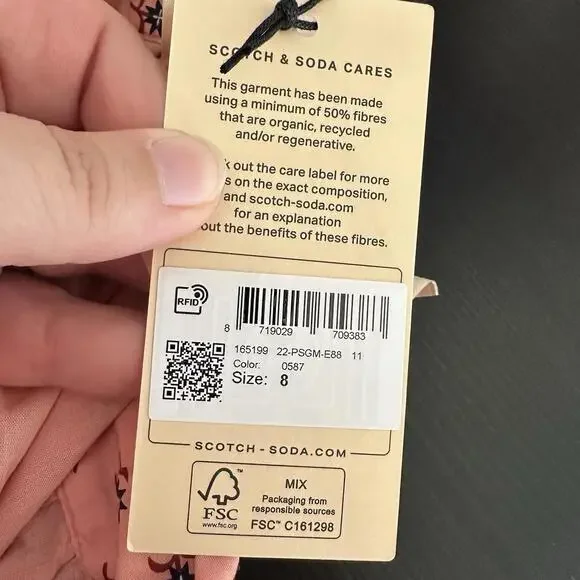 SCOTCH & SODA CARES
This garment has been made
using a minimum of 50% fibres
that are organic, recycled
and/or regenerative.
k out the care label for more
s on the exact composition,
and scotch-soda.com
for an explanation
out the benefits of these fibres.
RFID
8 719029 709383
165199 22-PSGM-E88 11
Color: 0587
Size: 8
SCOTCH - SODA.COM
FSC
www.fsc.org
MIX
Packaging from
responsible sources
FSC™ C161298